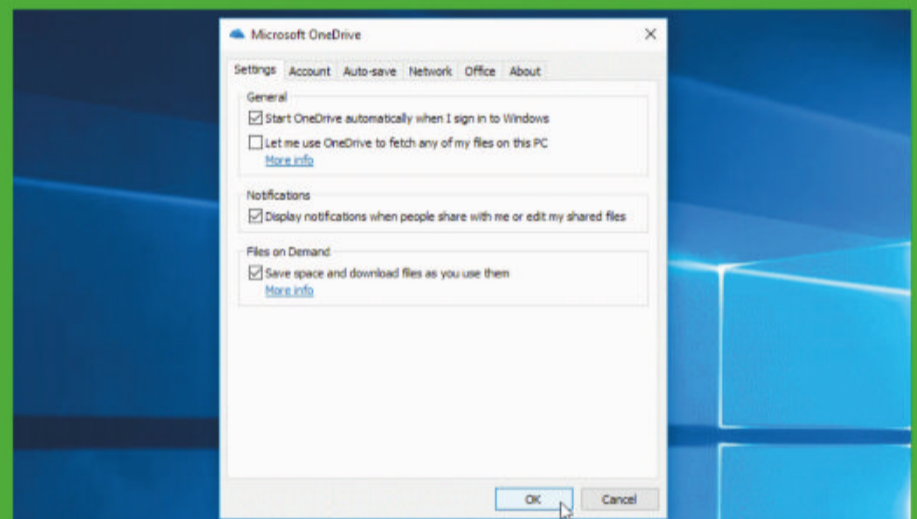 Microsoft OneDrive
Settings Account Auto-save Network Office About
General
Start OneDrive automatically when I sign in to Windows
Let me use OneDrive to fetch any of my files on this PC
More info
Notifications
Display notifications when people share with me or edit my shared files
Files on Demand
Save space and download files as you use them
More info
OK Cancel